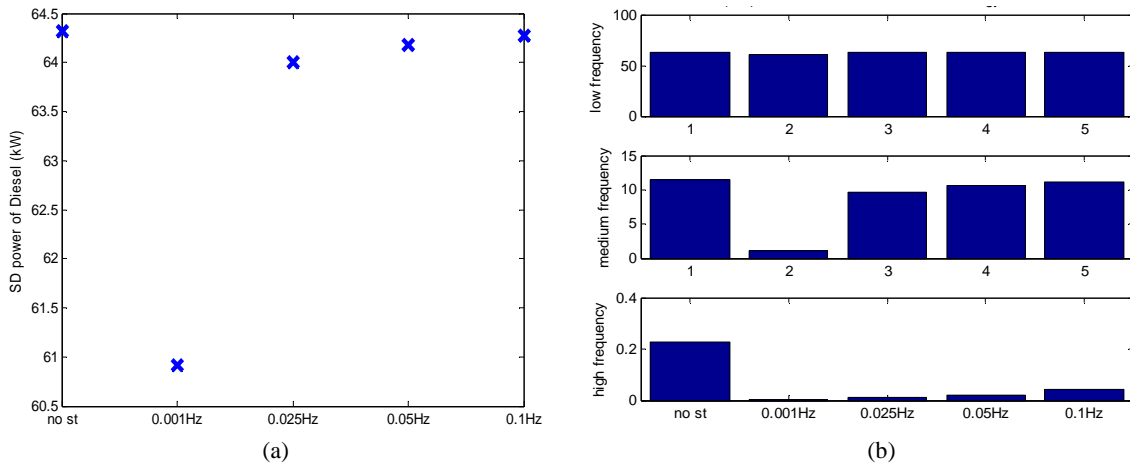 64.5
64
63.5
63
62.5
62
61.5
61
60.5
SD power of Diesel (kW)
no st 0.001Hz 0.025Hz 0.05Hz 0.1Hz
(a)
100
50
0
low frequency
1 2 3 4 5
15
10
5
0
medium frequency
1 2 3 4 5
0.4
0.2
0
high frequency
no st 0.001Hz 0.025Hz 0.05Hz 0.1Hz
(b)